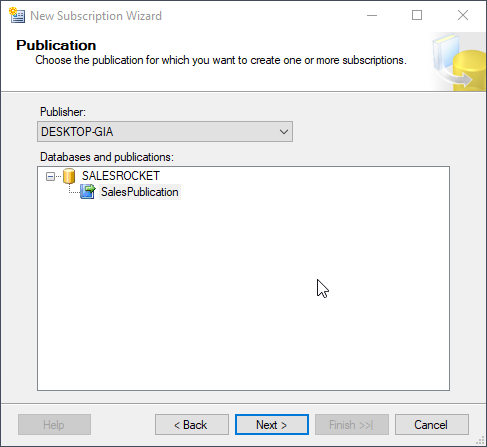 New Subscription Wizard
Publication
Choose the publication for which you want to create one or more subscriptions.
Publisher:
DESKTOP-GIA
Databases and publications:
SALESROCKET
SalesPublication
Help
< Back
Next >
Finish >>|
Cancel